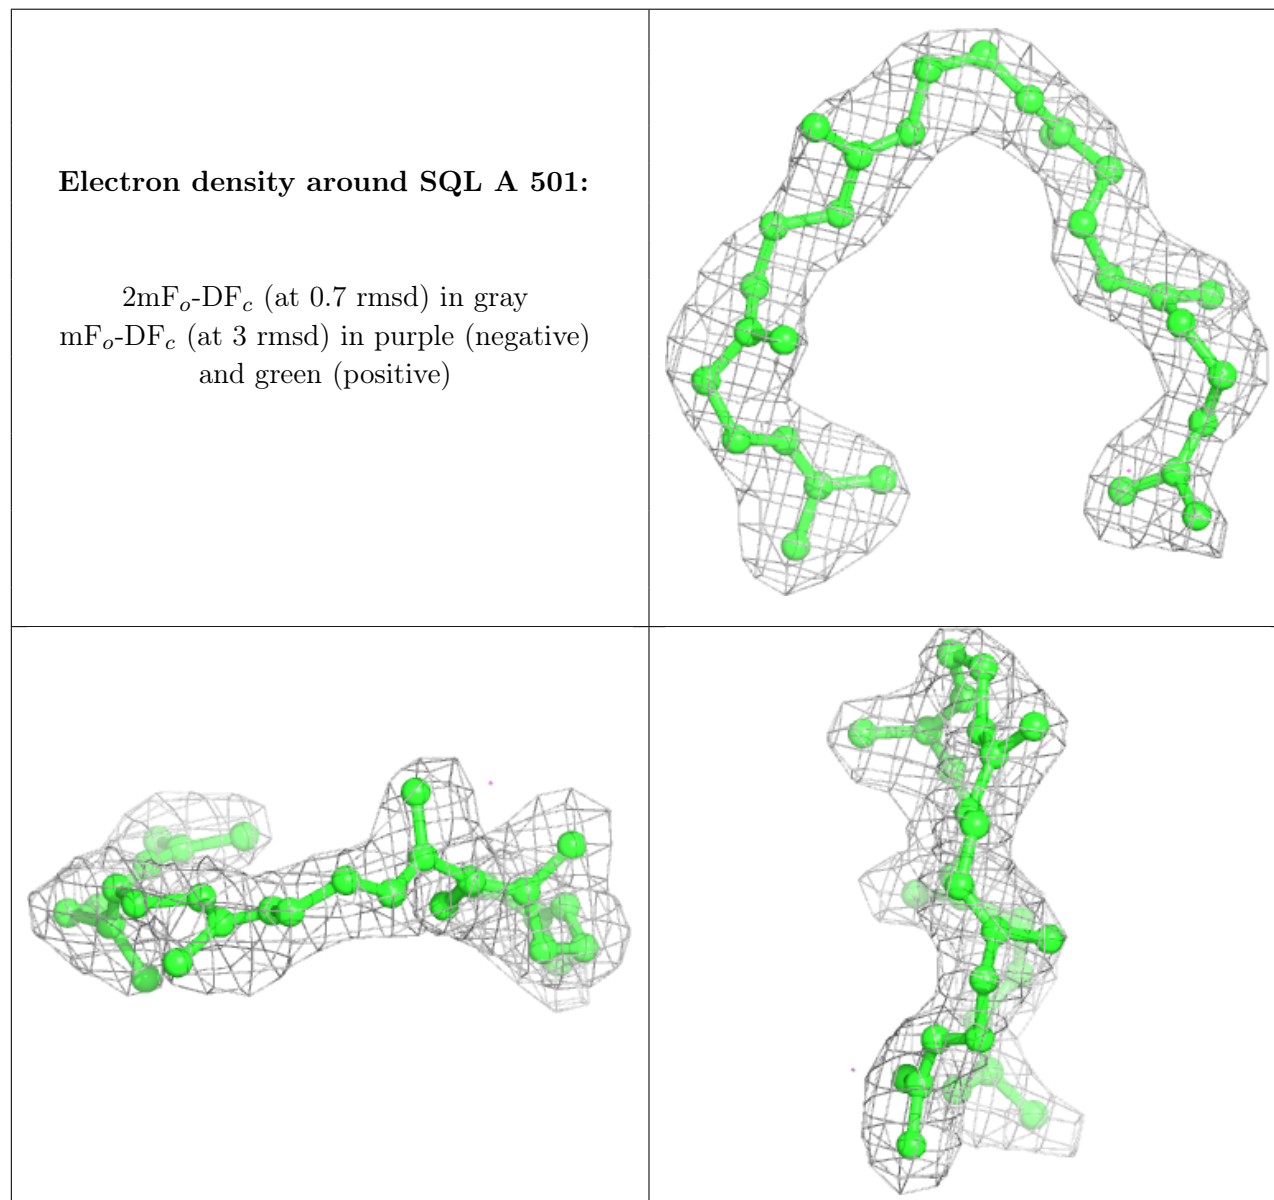 Electron density around SQL A 501:
2mFo-DFc (at 0.7 rmsd) in gray
mFo-DFc (at 3 rmsd) in purple (negative)
and green (positive)